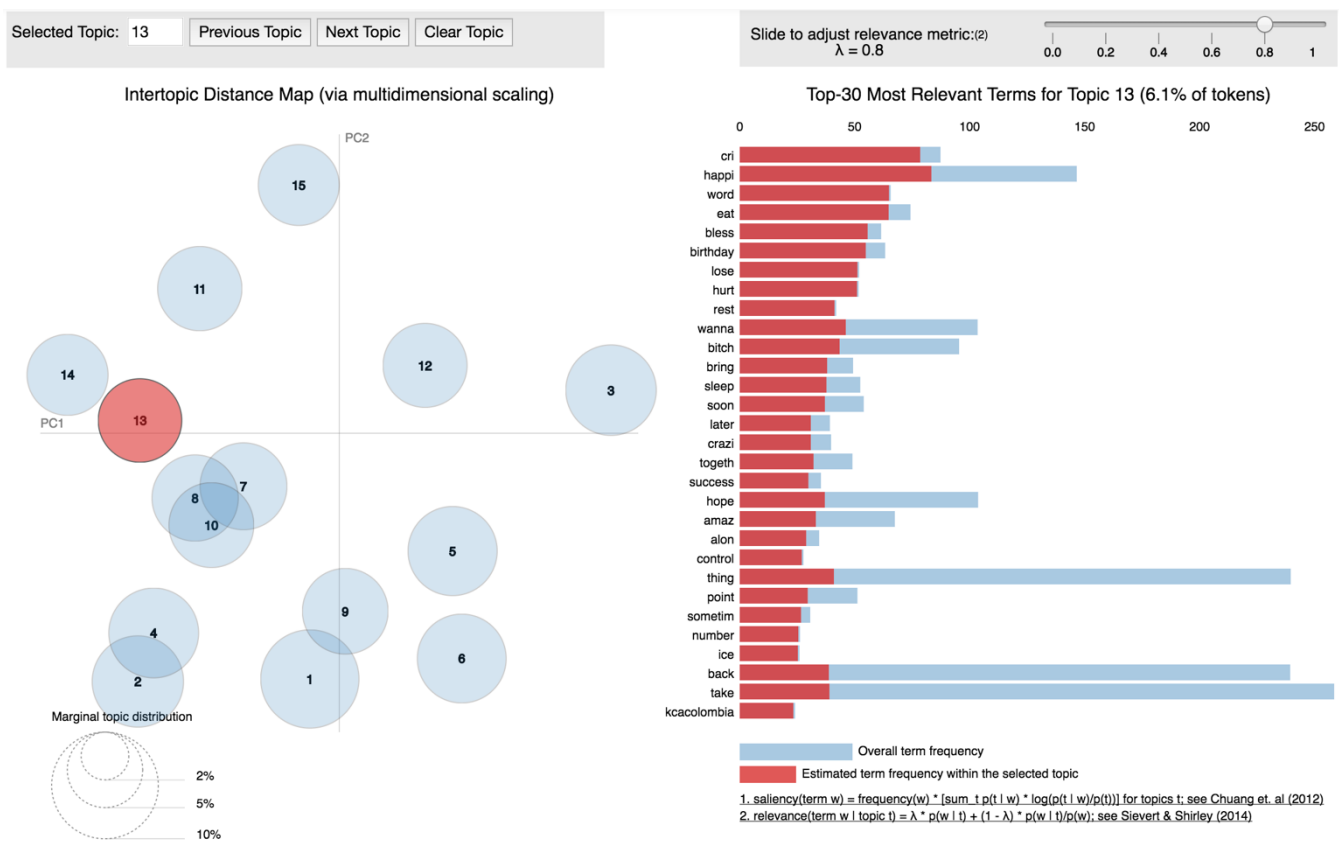 Selected Topic: 13 Previous Topic Next Topic Clear Topic
Slide to adjust relevance metric:(2)
λ = 0.8
0.0 0.2 0.4 0.6 0.8 1
Intertopic Distance Map (via multidimensional scaling)
PC2
15
11
12
14
3
13
PC1
7
8
10
5
9
4
6
1
2
Marginal topic distribution
2%
5%
10%
Top-30 Most Relevant Terms for Topic 13 (6.1% of tokens)
0 50 100 150 200 250
cri
happi
word
eat
bless
birthday
lose
hurt
rest
wanna
bitch
bring
sleep
soon
later
crazi
togeth
success
hope
amaz
alon
control
thing
point
sometim
number
ice
back
take
kcacolombia
Overall term frequency
Estimated term frequency within the selected topic
1. saliency(term w) = frequency(w) * [sum_t p(t | w) * log(p(t | w)/p(t))] for topics t; see Chuang et. al (2012)
2. relevance(term w | topic t) = λ * p(w | t) + (1 - λ) * p(w | t)/p(w); see Sievert & Shirley (2014)